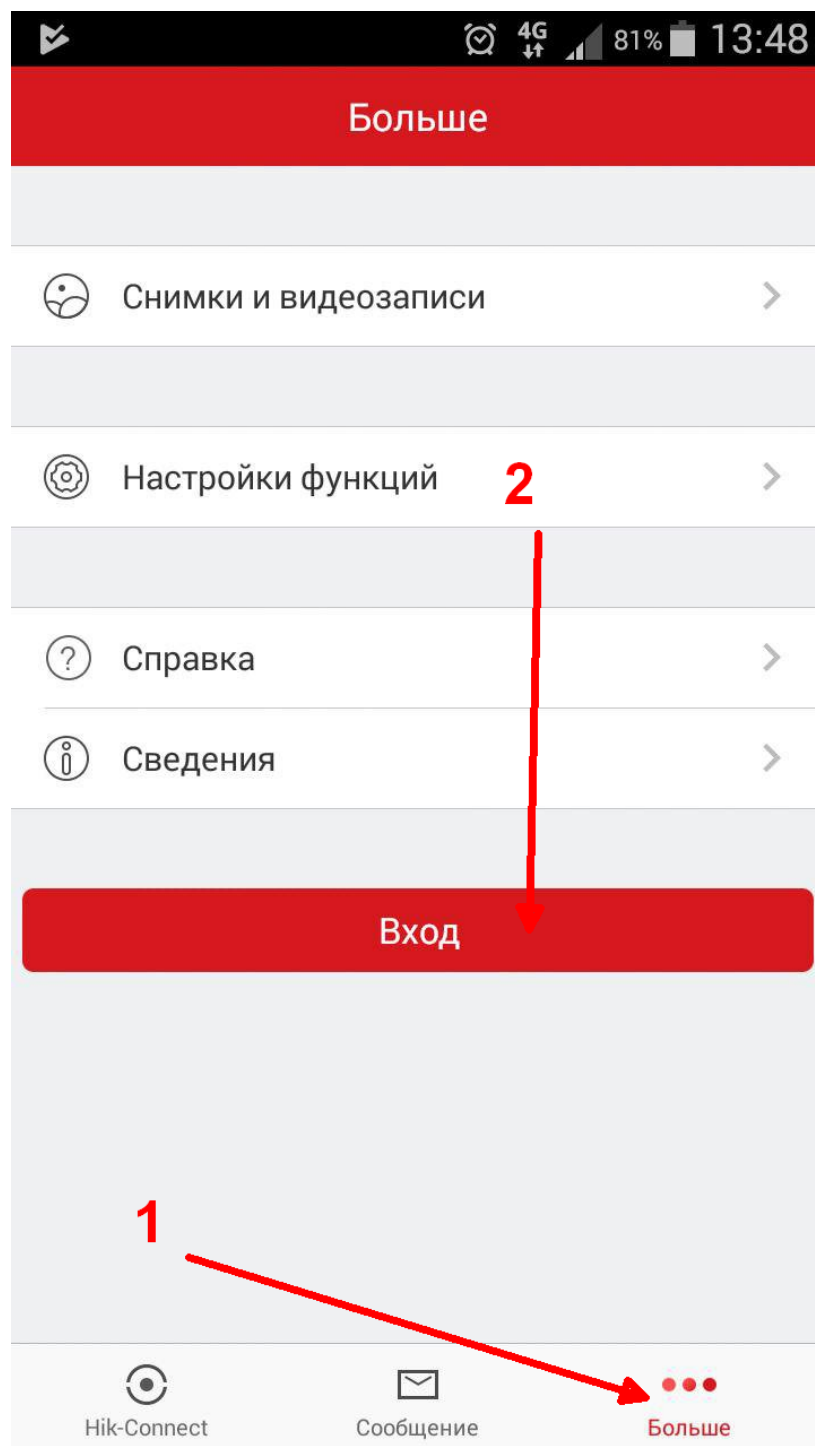 4G 81% 13:48
Больше
Снимки и видеозаписи
Настройки функций
2
Справка
Сведения
Вход
1
Hik-Connect Сообщение Больше